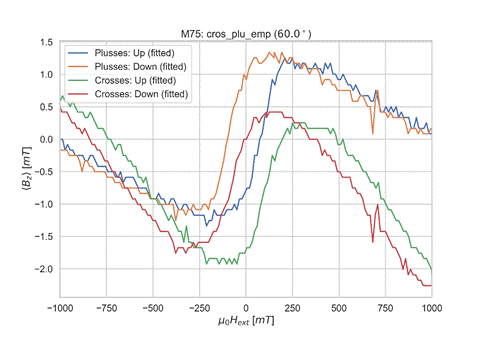 M75: cros_plu_emp (60.0°)
Plusses: Up (fitted)
Plusses: Down (fitted)
Crosses: Up (fitted)
Crosses: Down (fitted)
1.5
1.0
0.5
0.0
−0.5
−1.0
−1.5
−2.0
⟨B₂⟩ [mT]
−1000 −750 −500 −250 0 250 500 750 1000
μ₀H_ext [mT]